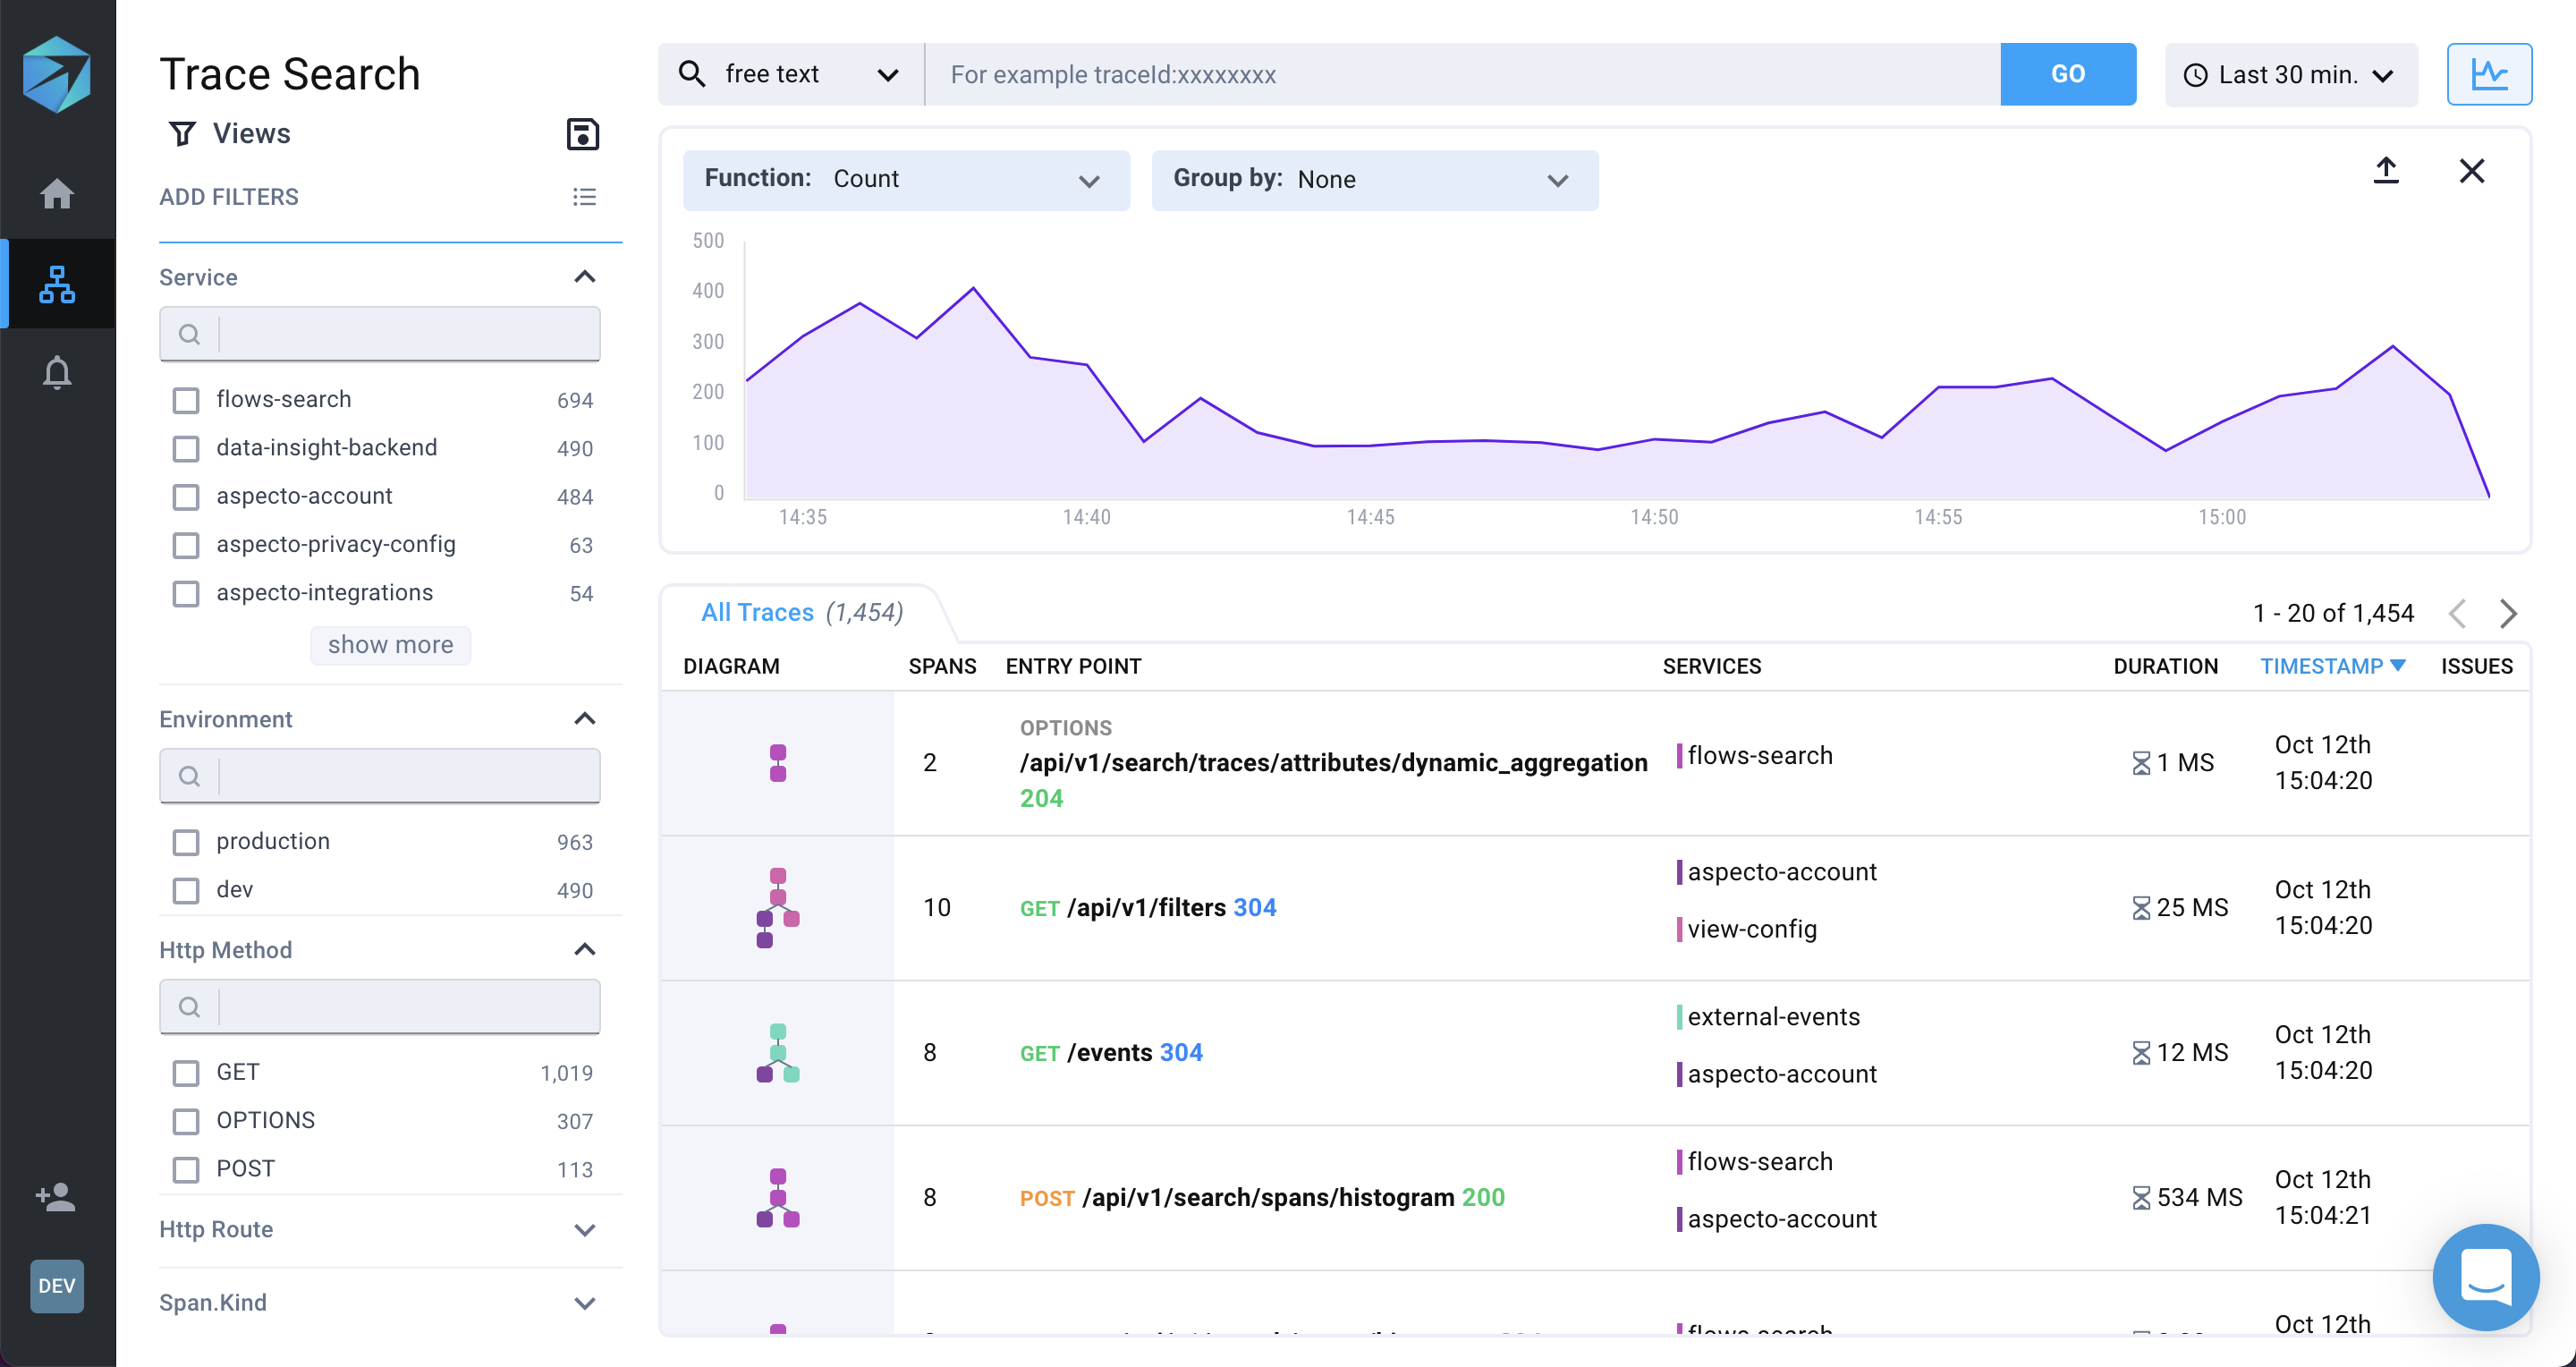 Trace Search
Views
ADD FILTERS
Service
flows-search 694
data-insight-backend 490
aspecto-account 484
aspecto-privacy-config 63
aspecto-integrations 54
show more
Environment
production 963
dev 490
Http Method
GET 1,019
OPTIONS 307
POST 113
Http Route
Span.Kind
DEV
free text
For example traceId:xxxxxxxx
GO
Last 30 min.
Function: Count
Group by: None
500
400
300
200
100
0
14:35 14:40 14:45 14:50 14:55 15:00
All Traces (1,454)
1 - 20 of 1,454
DIAGRAM SPANS ENTRY POINT SERVICES DURATION TIMESTAMP ISSUES
2
OPTIONS
/api/v1/search/traces/attributes/dynamic_aggregation
204
flows-search
1 MS
Oct 12th
15:04:20
10
GET /api/v1/filters 304
aspecto-account
view-config
25 MS
Oct 12th
15:04:20
8
GET /events 304
external-events
aspecto-account
12 MS
Oct 12th
15:04:20
8
POST /api/v1/search/spans/histogram 200
flows-search
aspecto-account
534 MS
Oct 12th
15:04:21
flows-search
Oct 12th